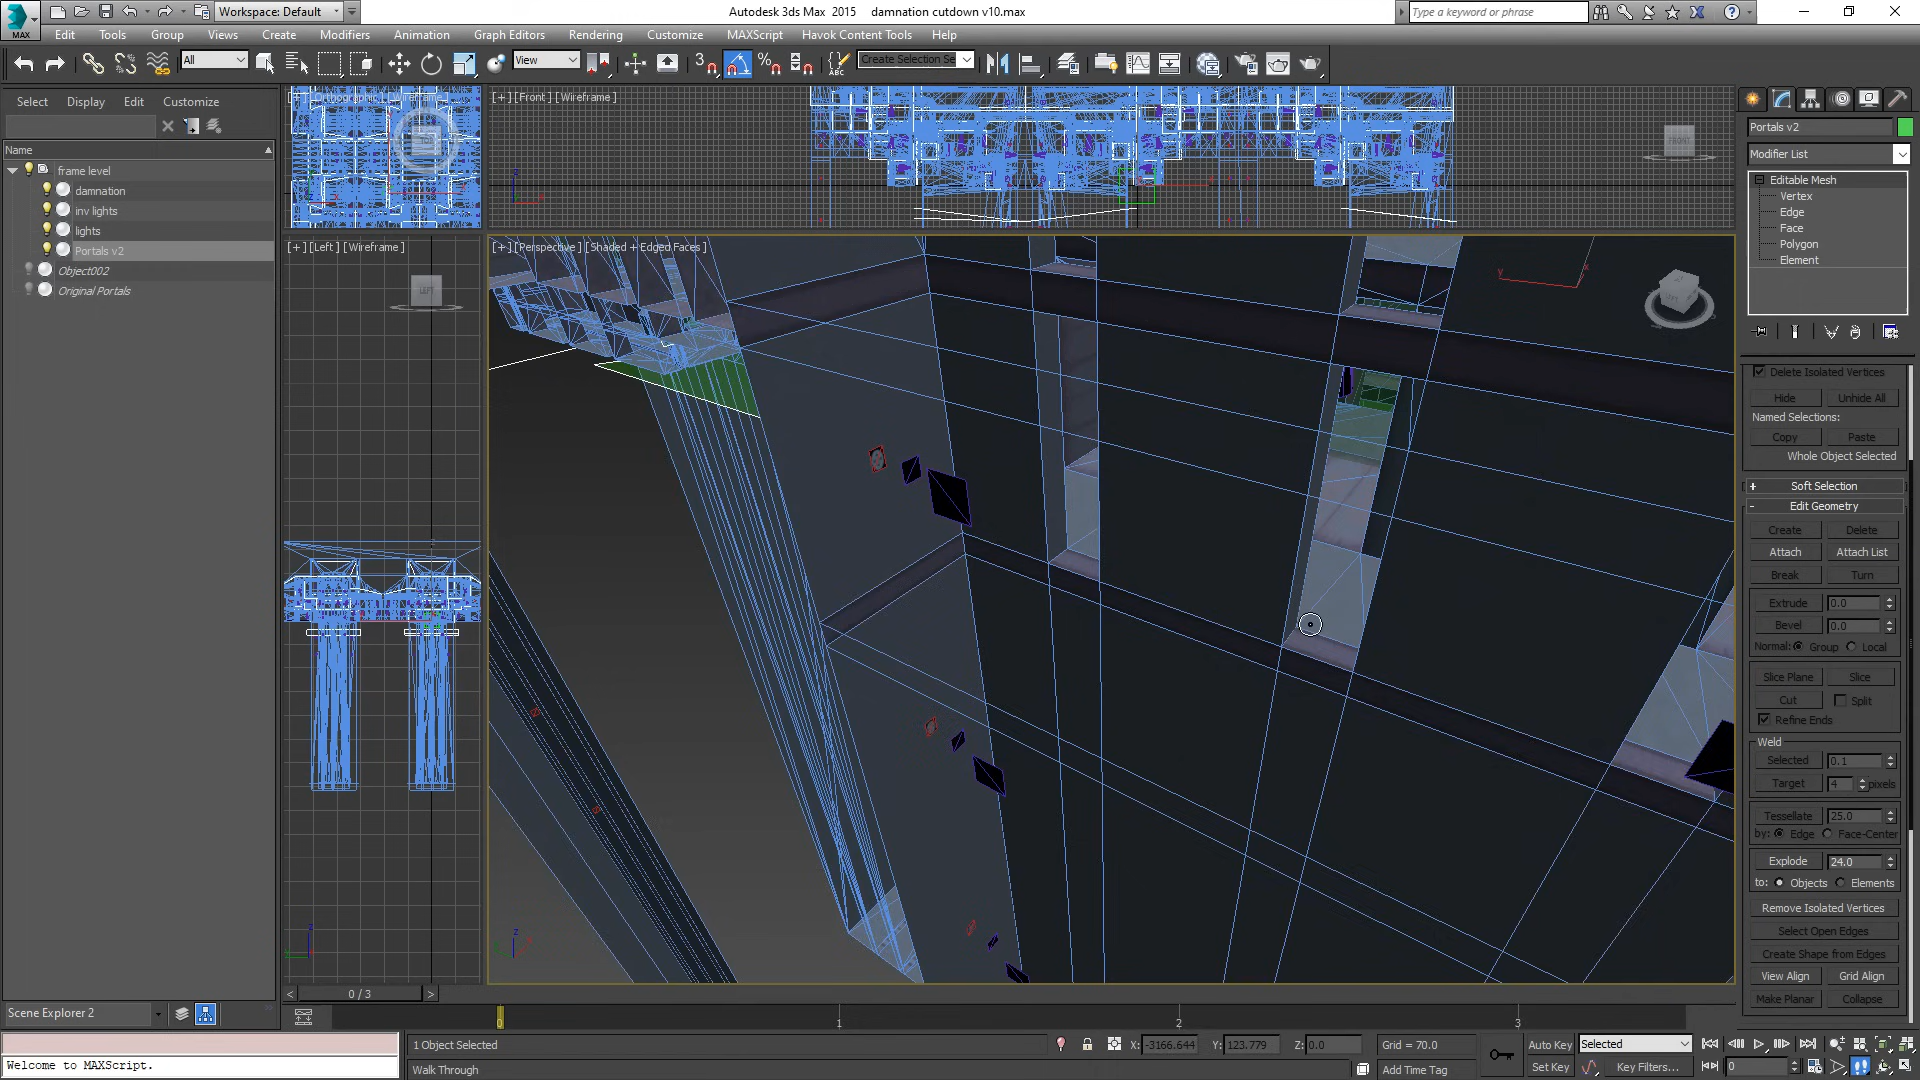 Workspace: Default
Autodesk 3ds Max 2015 damnation cutdown v10.max
Type a keyword or phrase
MAX
Edit Tools Group Views Create Modifiers Animation Graph Editors Rendering Customize MAXScript Havok Content Tools Help
All
View
3
ABC
Create Selection Se
Select Display Edit Customize
Name
frame level
damnation
inv lights
lights
Portals v2
Object002
Original Portals
Scene Explorer 2
[+][Orthographic][Wireframe]
[+][Front][Wireframe]
FRONT
[+][Left][Wireframe]
LEFT
[+][Perspective][Shaded + Edged Faces]
Portals v2
Modifier List
Editable Mesh
Vertex
Edge
Face
Polygon
Element
Delete Isolated Vertices
Hide Unhide All
Named Selections:
Copy Paste
Whole Object Selected
+ Soft Selection
- Edit Geometry
Create Delete
Attach Attach List
Break Turn
Extrude 0.0
Bevel 0.0
Normal: Group Local
Slice Plane Slice
Cut Split
Refine Ends
Weld
Selected 0.1
Target 4 pixels
Tessellate 25.0
by: Edge Face-Center
Explode 24.0
to: Objects Elements
Remove Isolated Vertices
Select Open Edges
Create Shape from Edges
View Align Grid Align
Make Planar Collapse
< 0 / 3 >
0 1 2 3
1 Object Selected
X: -3166.644 Y: 123.779 Z: 0.0
Grid = 70.0
Auto Key Selected
Welcome to MAXScript.
Walk Through
Add Time Tag
Set Key Key Filters...
0